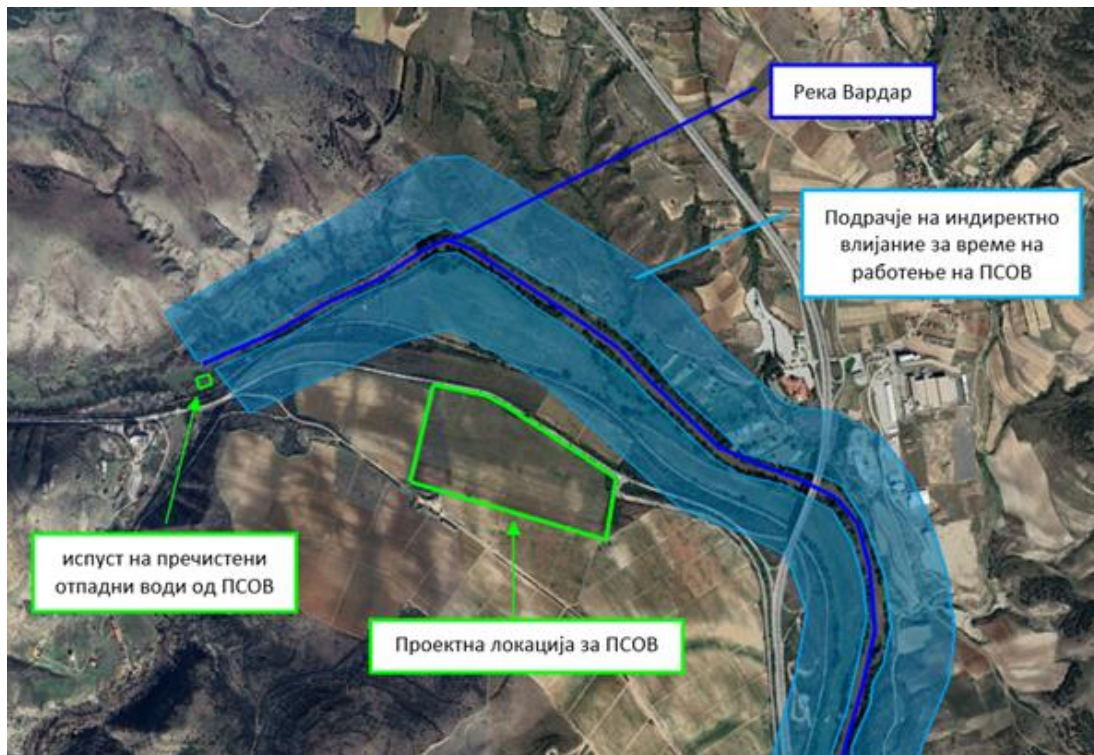 Река Вардар
Подрачје на индиректно
влијание за време на
работење на ПСОВ
испуст на пречистени
отпадни води од ПСОВ
Проектна локација за ПСОВ